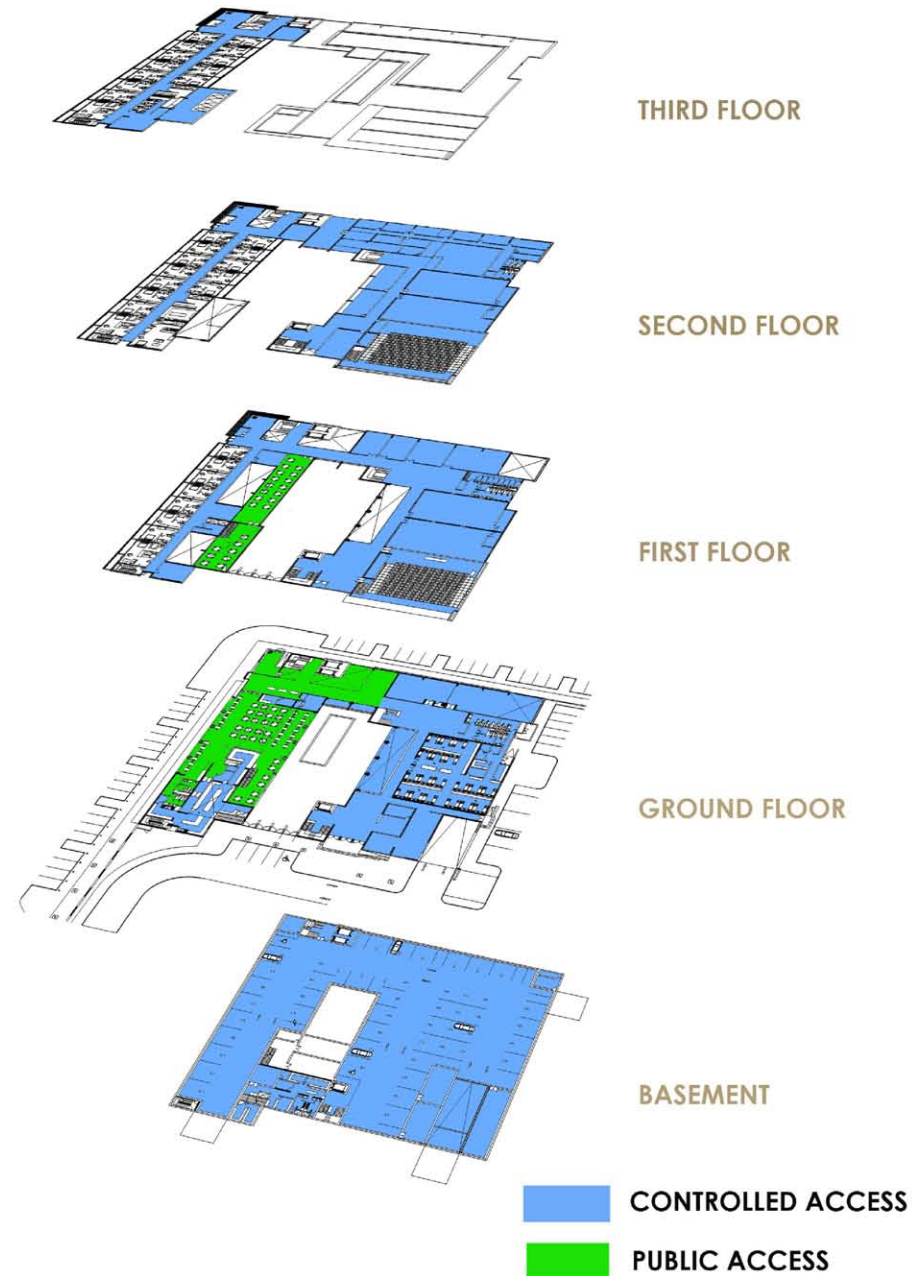 THIRD FLOOR
SECOND FLOOR
FIRST FLOOR
GROUND FLOOR
BASEMENT
CONTROLLED ACCESS
PUBLIC ACCESS